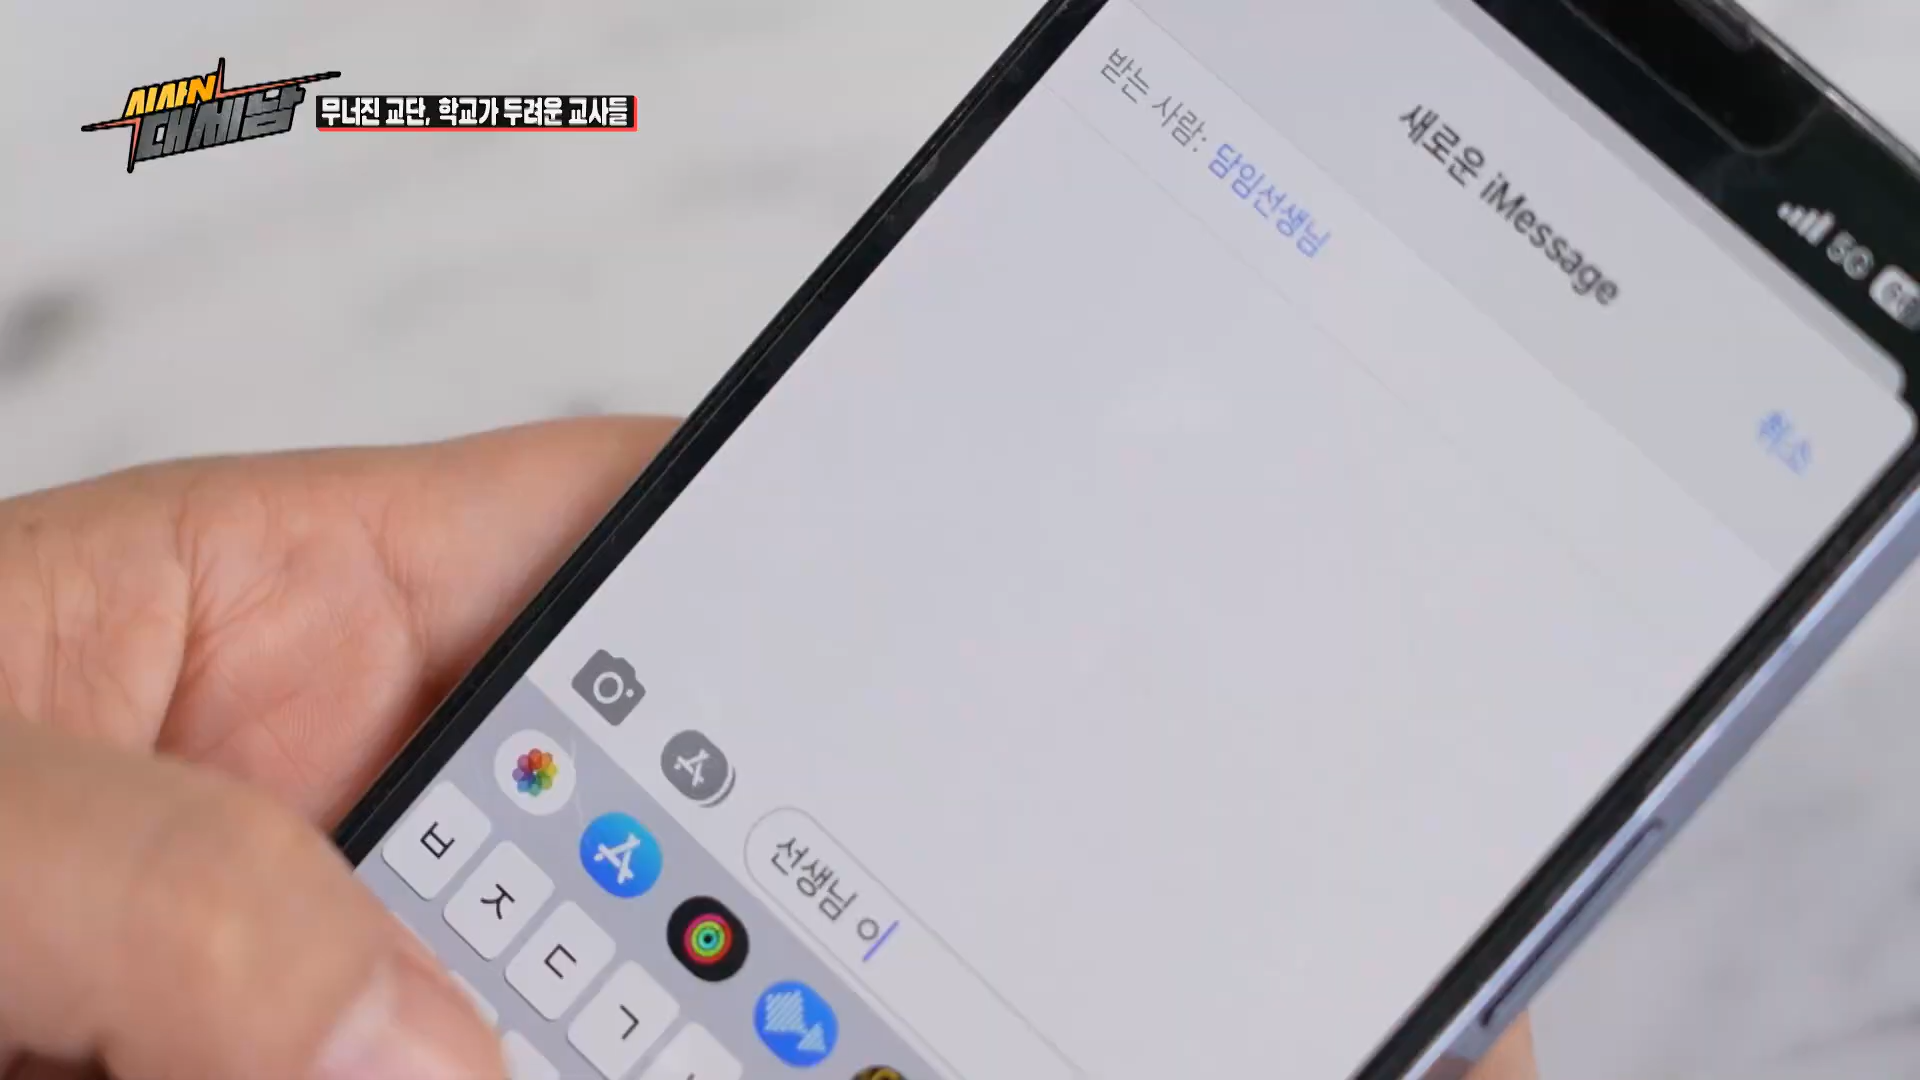 시사N
대세남
무너진 교단, 학교가 두려운 교사들
새로운 iMessage
취소
받는 사람: 담임선생님
5G
선생님 ㅇ
ㅂ
ㅈ
ㄷ
ㄱ